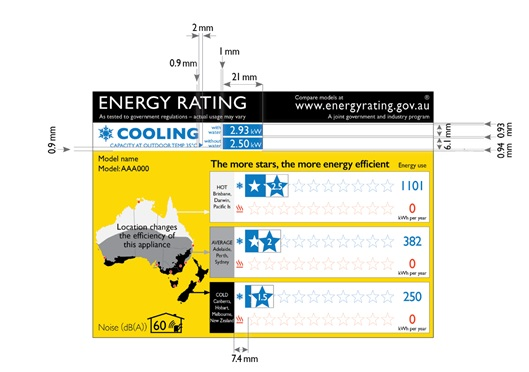 2 mm
1 mm
0.9 mm
21 mm
ENERGY RATING
As tested to government regulations – actual usage may vary
Compare models at
www.energyrating.gov.au
®
A joint government and industry program
COOLING
CAPACITY AT OUTDOOR TEMP. 35°C
with water
2.93 kW
without water
2.50 kW
0.9 mm
6.1 mm
0.93 mm
0.94 mm
Model name
Model: AAA000
The more stars, the more energy efficient
Energy use
Location changes
the efficiency of
this appliance
HOT
Brisbane,
Darwin,
Pacific Is
2.5
1101
0
kWh per year
AVERAGE
Adelaide,
Perth,
Sydney
2
382
0
kWh per year
COLD
Canberra,
Hobart,
Melbourne,
New Zealand
1.5
250
0
kWh per year
Noise (dB(A))
60
7.4 mm